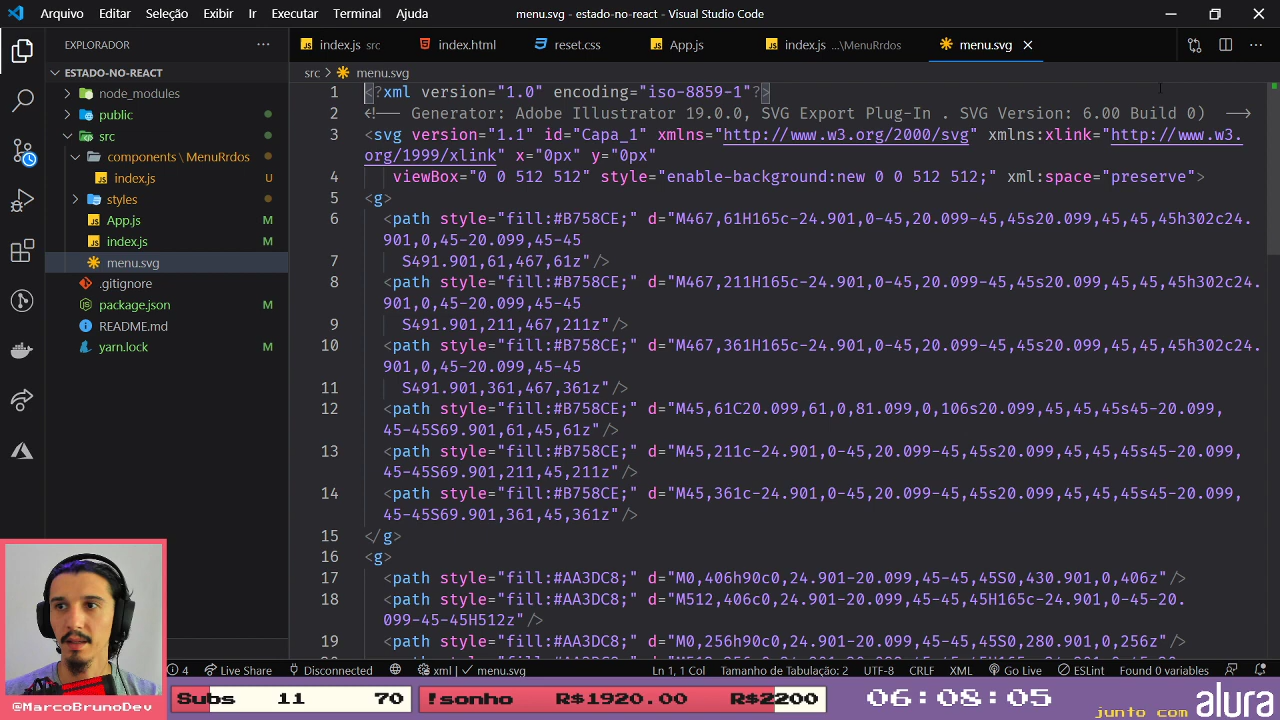 Arquivo Editar Seleção Exibir Ir Executar Terminal Ajuda menu.svg - estado-no-react - Visual Studio Code
EXPLORADOR
index.js src index.html reset.css App.js index.js ...\MenuRrdos menu.svg
ESTADO-NO-REACT
node_modules
public
src
components \ MenuRrdos
index.js U
styles
App.js M
index.js M
menu.svg
.gitignore
package.json M
README.md
yarn.lock M
src > menu.svg
1 <?xml version="1.0" encoding="iso-8859-1"?>
2 <!-- Generator: Adobe Illustrator 19.0.0, SVG Export Plug-In . SVG Version: 6.00 Build 0) -->
3 <svg version="1.1" id="Capa_1" xmlns="http://www.w3.org/2000/svg" xmlns:xlink="http://www.w3.
org/1999/xlink" x="0px" y="0px"
4 viewBox="0 0 512 512" style="enable-background:new 0 0 512 512;" xml:space="preserve">
5 <g>
6 <path style="fill:#B758CE;" d="M467,61H165c-24.901,0-45,20.099-45,45s20.099,45,45,45h302c24.
901,0,45-20.099,45-45
7 S491.901,61,467,61z"/>
8 <path style="fill:#B758CE;" d="M467,211H165c-24.901,0-45,20.099-45,45s20.099,45,45,45h302c24.
901,0,45-20.099,45-45
9 S491.901,211,467,211z"/>
10 <path style="fill:#B758CE;" d="M467,361H165c-24.901,0-45,20.099-45,45s20.099,45,45,45h302c24.
901,0,45-20.099,45-45
11 S491.901,361,467,361z"/>
12 <path style="fill:#B758CE;" d="M45,61C20.099,61,0,81.099,0,106s20.099,45,45,45s45-20.099,
45-45S69.901,61,45,61z"/>
13 <path style="fill:#B758CE;" d="M45,211c-24.901,0-45,20.099-45,45s20.099,45,45,45s45-20.099,
45-45S69.901,211,45,211z"/>
14 <path style="fill:#B758CE;" d="M45,361c-24.901,0-45,20.099-45,45s20.099,45,45,45s45-20.099,
45-45S69.901,361,45,361z"/>
15 </g>
16 <g>
17 <path style="fill:#AA3DC8;" d="M0,406h90c0,24.901-20.099,45-45,45S0,430.901,0,406z"/>
18 <path style="fill:#AA3DC8;" d="M512,406c0,24.901-20.099,45-45,45H165c-24.901,0-45-20.
099-45-45H512z"/>
19 <path style="fill:#AA3DC8;" d="M0,256h90c0,24.901-20.099,45-45,45S0,280.901,0,256z"/>
4 Live Share Disconnected xml | menu.svg Ln 1, Col 1 Tamanho de Tabulação: 2 UTF-8 CRLF XML Go Live ESLint Found 0 variables
@MarcoBrunoDev
Subs 11 70 !sonho R$1920.00 R$2200 06:08:05 junto com alura